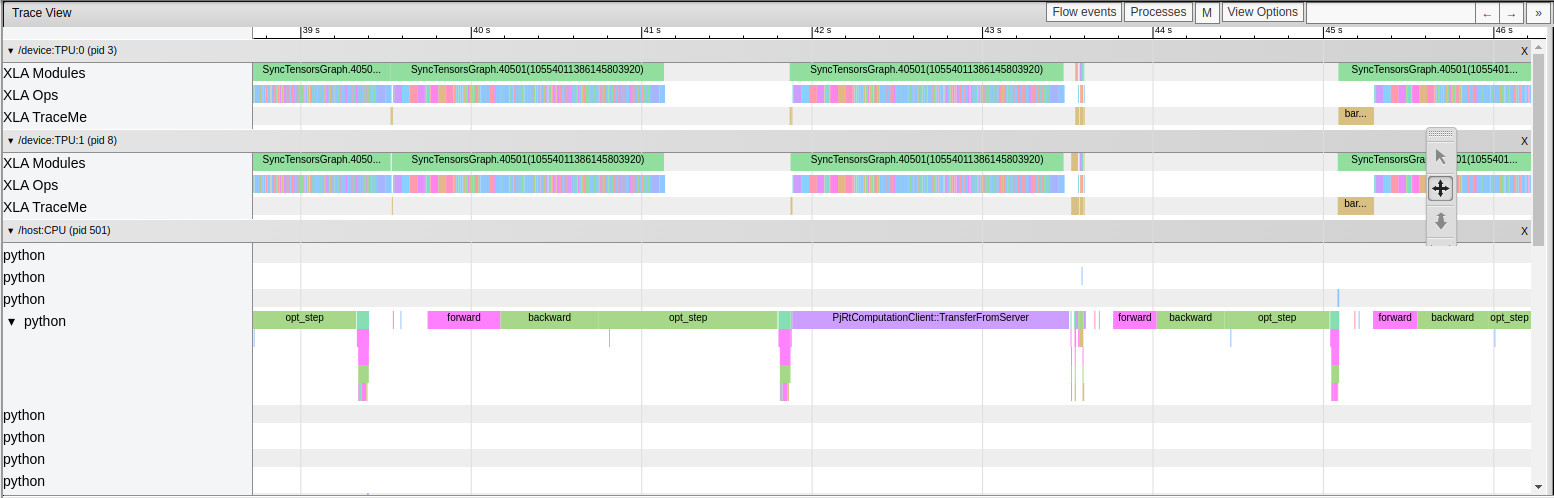 Trace View Flow events Processes M View Options ← → »
39 s 40 s 41 s 42 s 43 s 44 s 45 s 46 s
▼ /device:TPU:0 (pid 3) X
XLA Modules SyncTensorsGraph.4050... SyncTensorsGraph.40501(10554011386145803920) SyncTensorsGraph.40501(10554011386145803920) SyncTensorsGraph.40501(1055401...
XLA Ops
XLA TraceMe bar...
▼ /device:TPU:1 (pid 8) X
XLA Modules SyncTensorsGraph.4050... SyncTensorsGraph.40501(10554011386145803920) SyncTensorsGraph.40501(10554011386145803920) SyncTensorsGra 01(1055401...
XLA Ops
XLA TraceMe bar...
▼ /host:CPU (pid 501) X
python
python
python
▼ python opt_step forward backward opt_step PjRtComputationClient::TransferFromServer forward backward opt_step forward backward opt_step
python
python
python
python